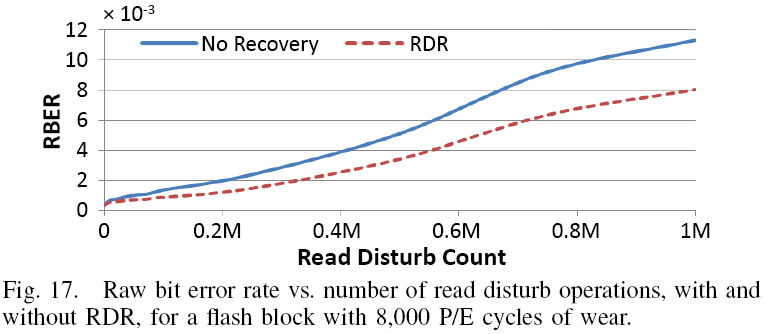 × 10-3
No Recovery RDR
12
10
8
6
4
2
0
RBER
0 0.2M 0.4M 0.6M 0.8M 1M
Read Disturb Count
Fig. 17. Raw bit error rate vs. number of read disturb operations, with and
without RDR, for a flash block with 8,000 P/E cycles of wear.